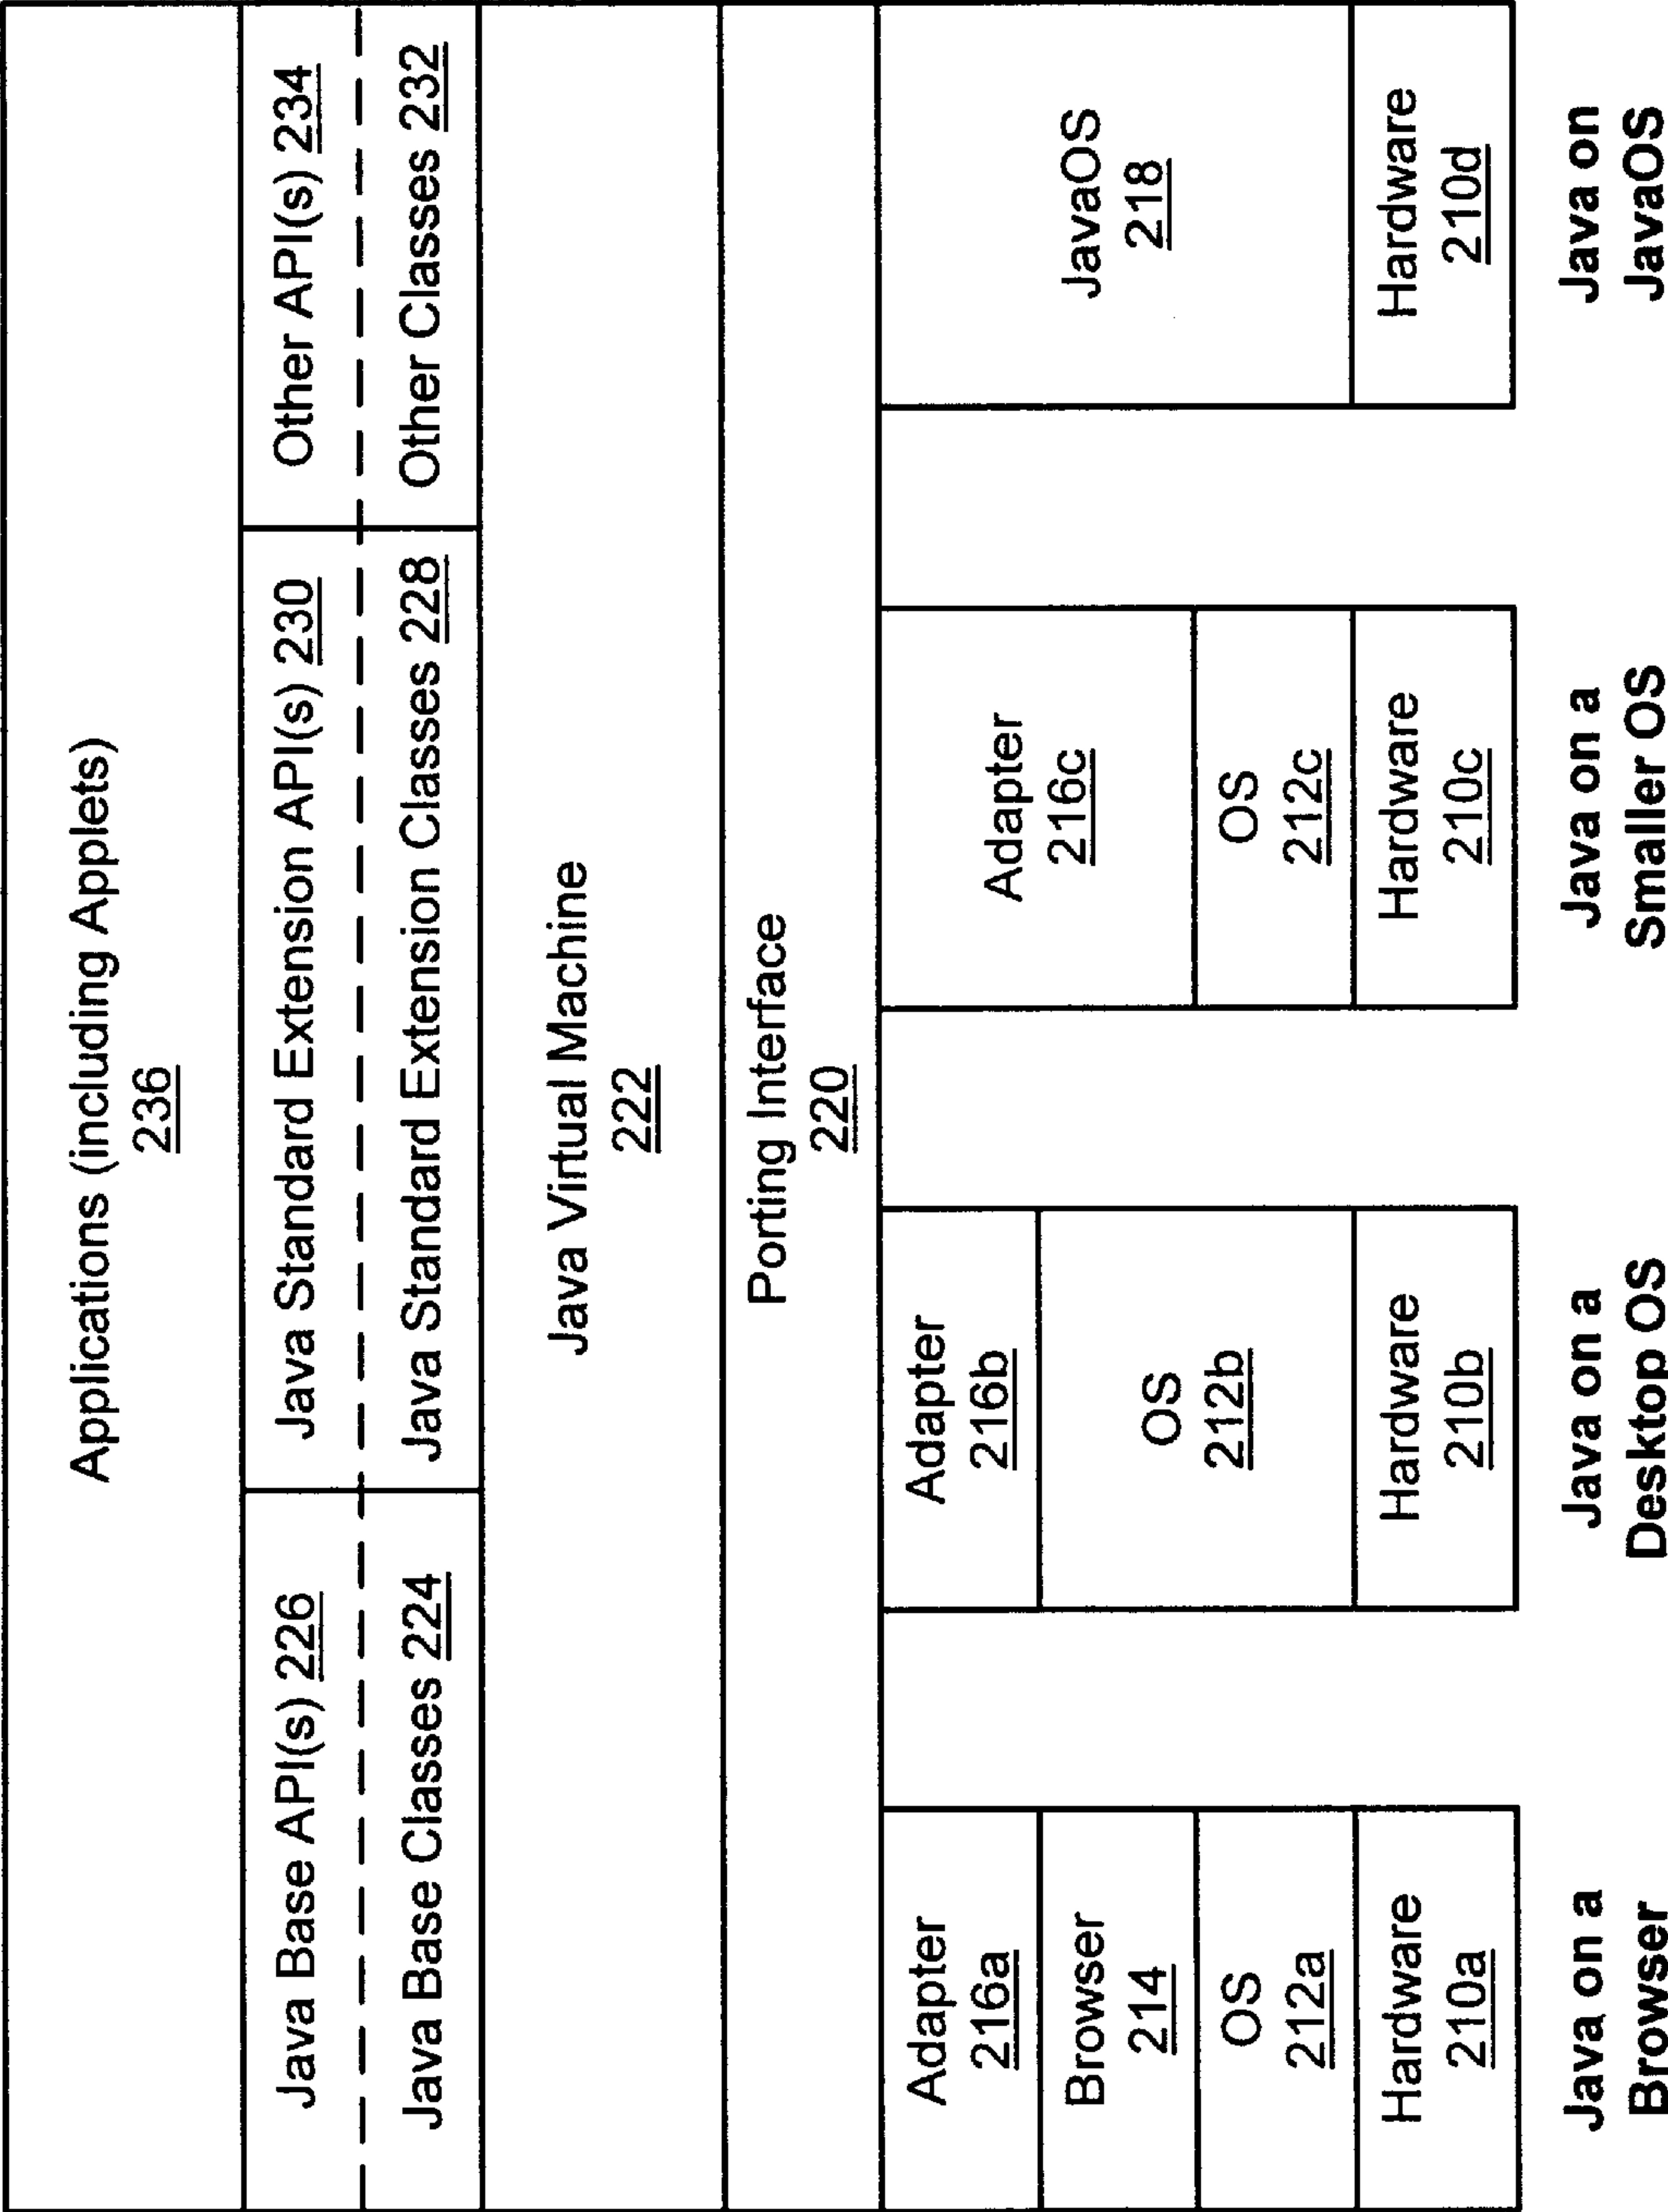 Applications (including Applets)
236
Java Base API(s) 226
Java Standard Extension API(s) 230
Other API(s) 234
Java Base Classes 224
Java Standard Extension Classes 228
Other Classes 232
Java Virtual Machine
222
Porting Interface
220
Adapter
216a
Browser
214
OS
212a
Hardware
210a
Java on a
Browser
Adapter
216b
OS
212b
Hardware
210b
Java on a
Desktop OS
Adapter
216c
OS
212c
Hardware
210c
Java on a
Smaller OS
JavaOS
218
Hardware
210d
Java on
JavaOS